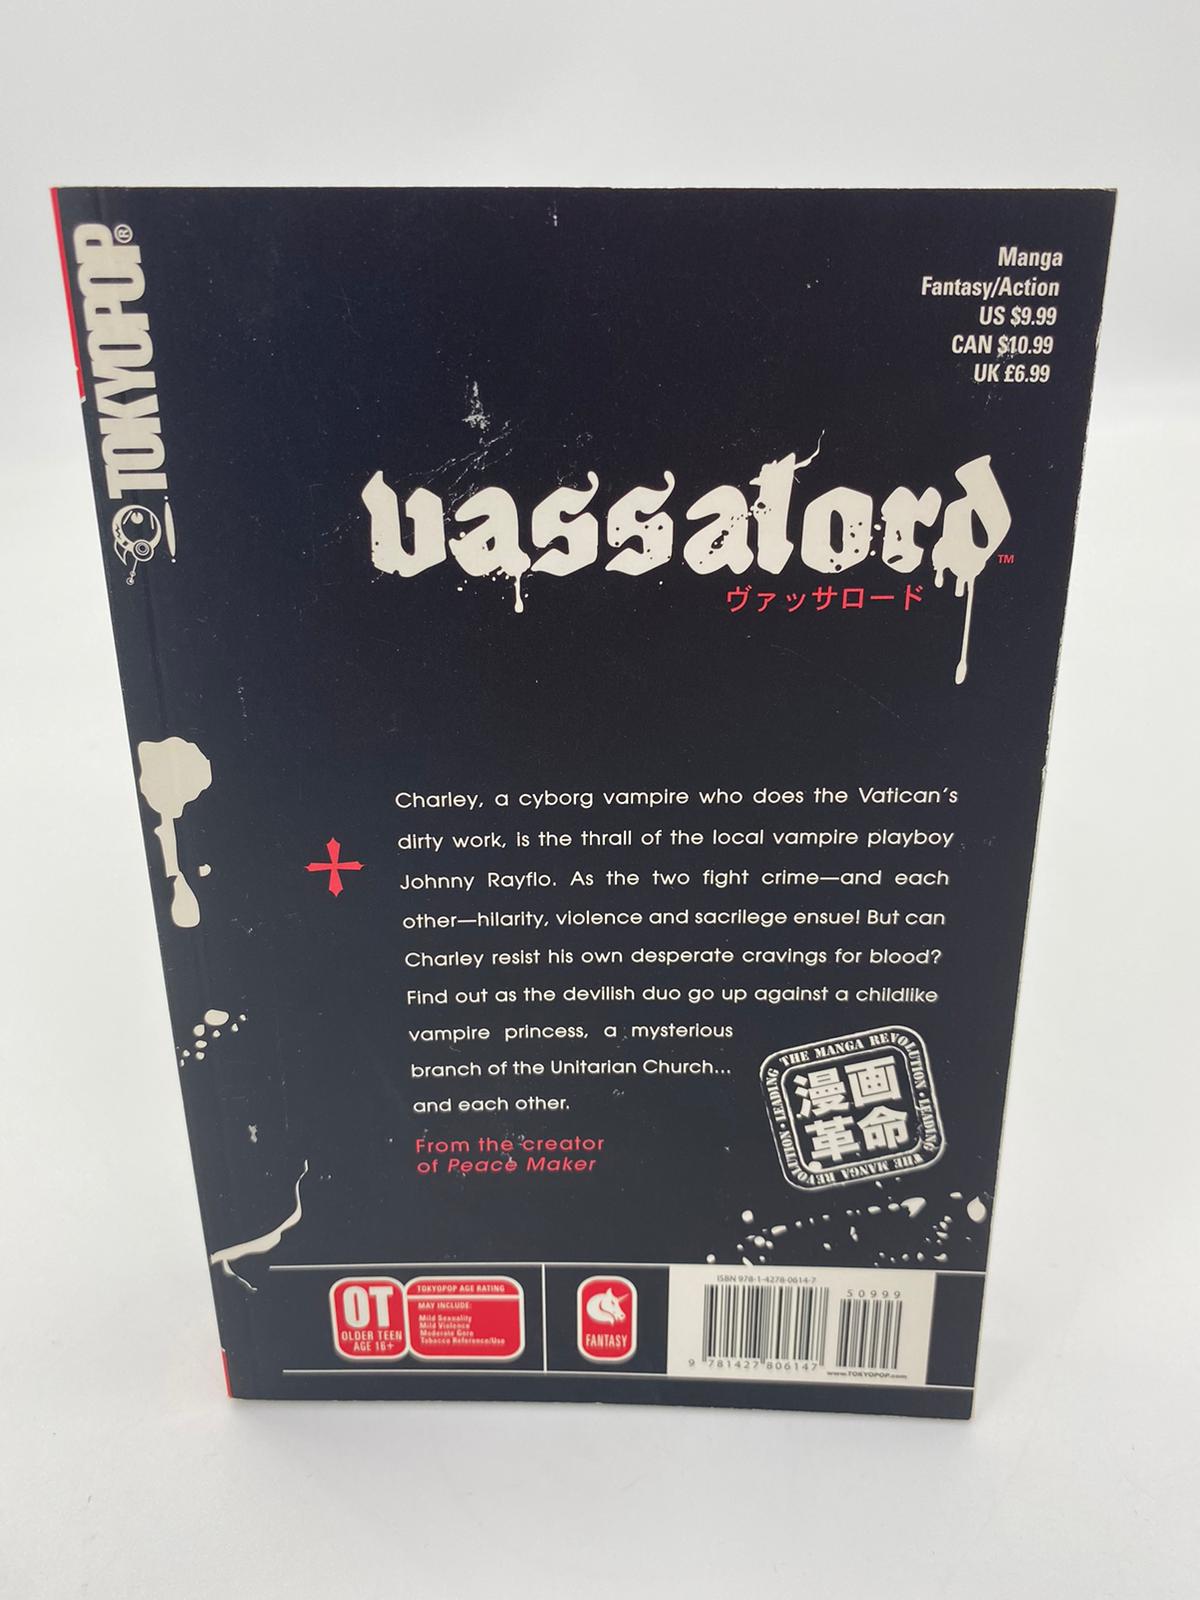 TOKYOPOP®
Manga
Fantasy/Action
US $9.99
CAN $10.99
UK £6.99
vassalord™
ヴァッサロード
Charley, a cyborg vampire who does the Vatican's
dirty work, is the thrall of the local vampire playboy
Johnny Rayflo. As the two fight crime—and each
other—hilarity, violence and sacrilege ensue! But can
Charley resist his own desperate cravings for blood?
Find out as the devilish duo go up against a childlike
vampire princess, a mysterious
branch of the Unitarian Church...
and each other.
From the creator
of Peace Maker
LEADING THE MANGA REVOLUTION • LEADING THE MANGA REVOLUTION •
漫画
革命
OT
OLDER TEEN
AGE 16+
TOKYOPOP AGE RATING
MAY INCLUDE:
Mild Sexuality
Mild Violence
Moderate Gore
Tobacco Reference/Use
FANTASY
ISBN 978-1-4278-0614-7
50999
9 781427 806147
www.TOKYOPOP.com